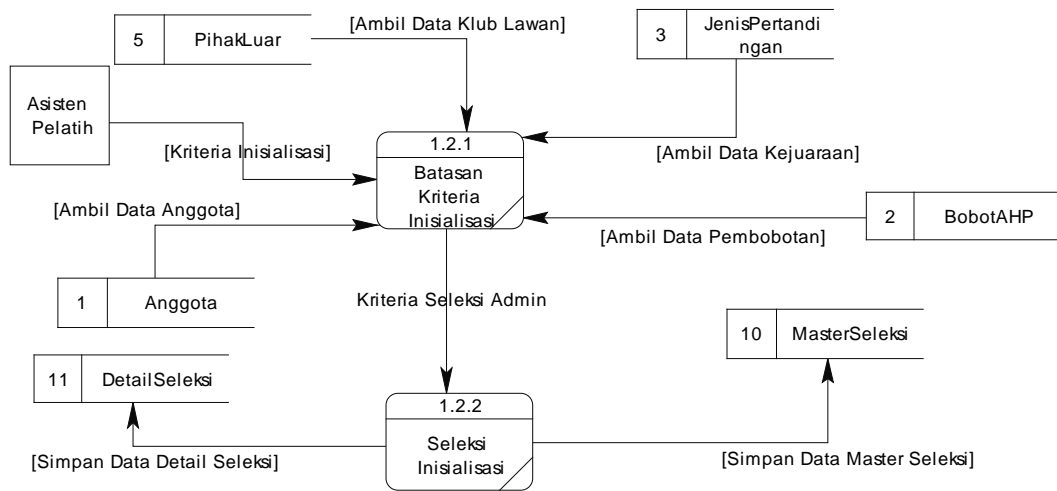 [Ambil Data Klub Lawan]
5
PihakLuar
3
JenisPertandi
ngan
Asisten
Pelatih
[Kriteria Inisialisasi]
1.2.1
Batasan
Kriteria
Inisialisasi
[Ambil Data Kejuaraan]
[Ambil Data Anggota]
2
BobotAHP
[Ambil Data Pembobotan]
1
Anggota
Kriteria Seleksi Admin
10
MasterSeleksi
11
DetailSeleksi
1.2.2
Seleksi
Inisialisasi
[Simpan Data Detail Seleksi]
[Simpan Data Master Seleksi]